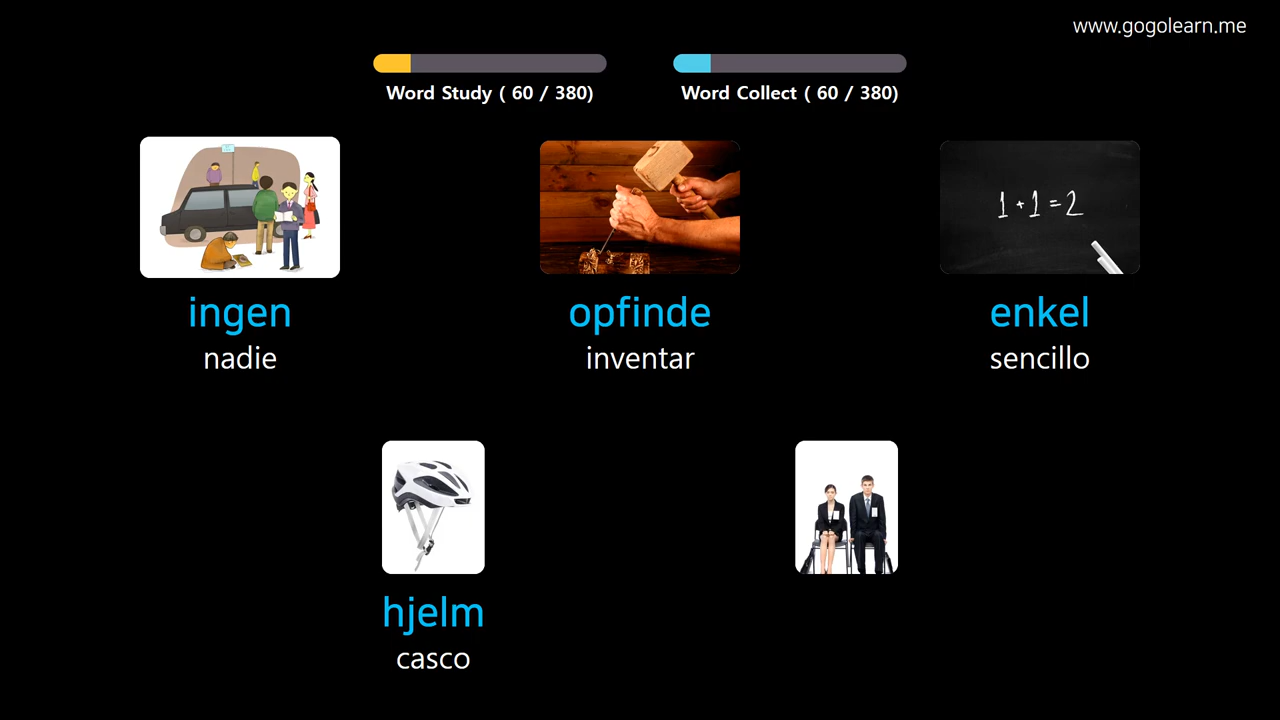 www.gogolearn.me
Word Study ( 60 / 380)
Word Collect ( 60 / 380)
ingen
nadie
opfinde
inventar
1+1=2
enkel
sencillo
hjelm
casco